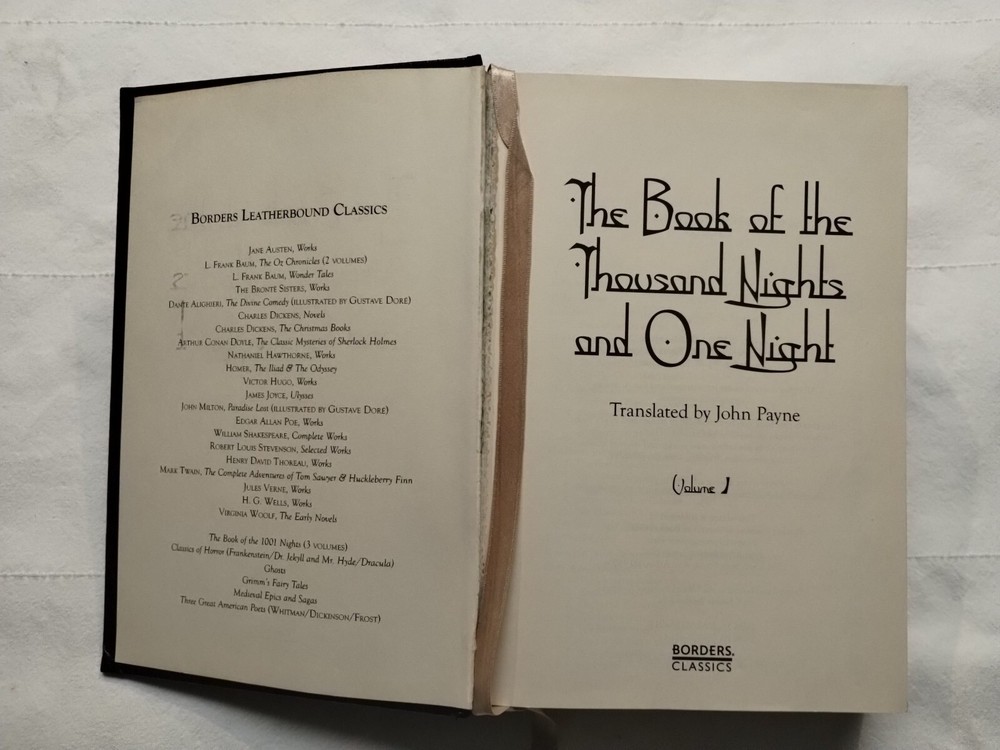 BORDERS LEATHERBOUND CLASSICS
JANE AUSTEN, Works
L. FRANK BAUM, The Oz Chronicles (2 VOLUMES)
L. FRANK BAUM, Wonder Tales
THE BRONTË SISTERS, Works
DANTE ALIGHIERI, The Divine Comedy (ILLUSTRATED BY GUSTAVE DORÉ)
CHARLES DICKENS, Novels
CHARLES DICKENS, The Christmas Books
ARTHUR CONAN DOYLE, The Classic Mysteries of Sherlock Holmes
NATHANIEL HAWTHORNE, Works
HOMER, The Iliad & The Odyssey
VICTOR HUGO, Works
JAMES JOYCE, Ulysses
JOHN MILTON, Paradise Lost (ILLUSTRATED BY GUSTAVE DORÉ)
EDGAR ALLAN POE, Works
WILLIAM SHAKESPEARE, Complete Works
ROBERT LOUIS STEVENSON, Selected Works
HENRY DAVID THOREAU, Works
MARK TWAIN, The Complete Adventures of Tom Sawyer & Huckleberry Finn
JULES VERNE, Works
H. G. WELLS, Works
VIRGINIA WOOLF, The Early Novels
The Book of the 1001 Nights (3 VOLUMES)
Classics of Horror (Frankenstein/Dr. Jekyll and Mr. Hyde/Dracula)
Ghosts
Grimm's Fairy Tales
Medieval Epics and Sagas
Three Great American Poets (WHITMAN/DICKINSON/FROST)
The Book of the
Thousand Nights
and One Night
Translated by John Payne
Volume I
BORDERS.
CLASSICS